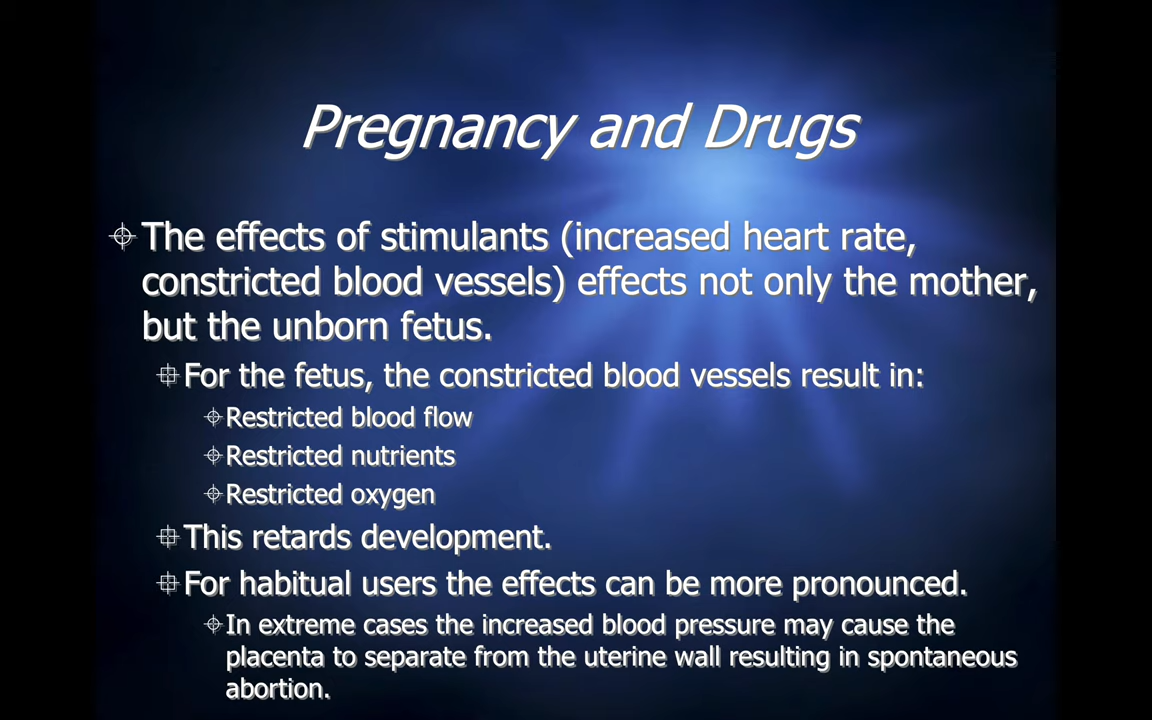 Pregnancy and Drugs
The effects of stimulants (increased heart rate,
constricted blood vessels) effects not only the mother,
but the unborn fetus.
For the fetus, the constricted blood vessels result in:
Restricted blood flow
Restricted nutrients
Restricted oxygen
This retards development.
For habitual users the effects can be more pronounced.
In extreme cases the increased blood pressure may cause the
placenta to separate from the uterine wall resulting in spontaneous
abortion.